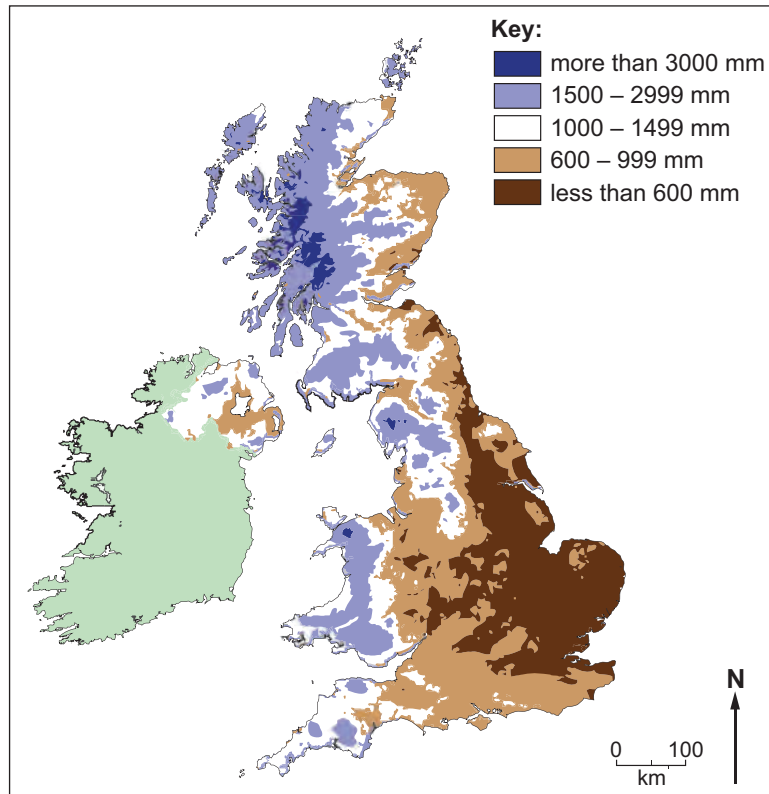 Key:
more than 3000 mm
1500 – 2999 mm
1000 – 1499 mm
600 – 999 mm
less than 600 mm
N
0 100
km